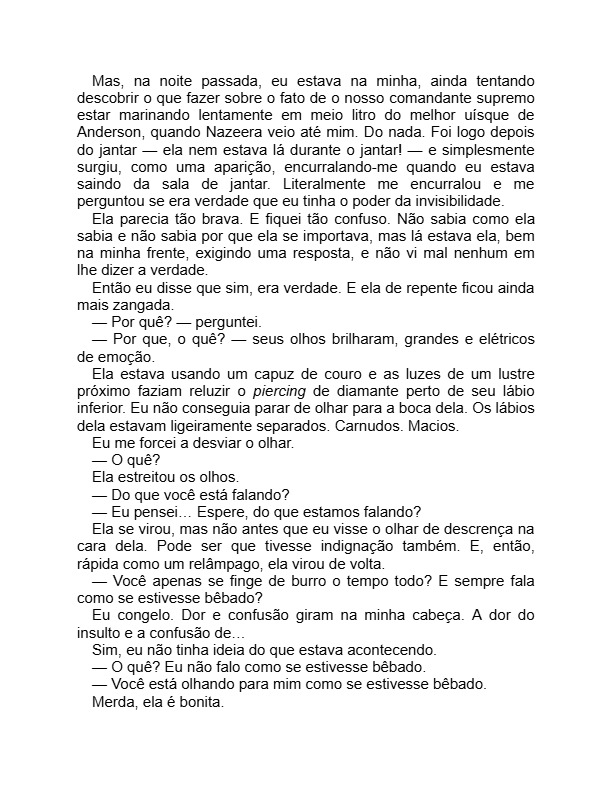 Mas, na noite passada, eu estava na minha, ainda tentando
descobrir o que fazer sobre o fato de o nosso comandante supremo
estar marinando lentamente em meio litro do melhor uísque de
Anderson, quando Nazeera veio até mim. Do nada. Foi logo depois
do jantar — ela nem estava lá durante o jantar! — e simplesmente
surgiu, como uma aparição, encurralando-me quando eu estava
saindo da sala de jantar. Literalmente me encurralou e me
perguntou se era verdade que eu tinha o poder da invisibilidade.
Ela parecia tão brava. E fiquei tão confuso. Não sabia como ela
sabia e não sabia por que ela se importava, mas lá estava ela, bem
na minha frente, exigindo uma resposta, e não vi mal nenhum em
lhe dizer a verdade.
Então eu disse que sim, era verdade. E ela de repente ficou ainda
mais zangada.
— Por quê? — perguntei.
— Por que, o quê? — seus olhos brilharam, grandes e elétricos
de emoção.
Ela estava usando um capuz de couro e as luzes de um lustre
próximo faziam reluzir o piercing de diamante perto de seu lábio
inferior. Eu não conseguia parar de olhar para a boca dela. Os lábios
dela estavam ligeiramente separados. Carnudos. Macios.
Eu me forcei a desviar o olhar.
— O quê?
Ela estreitou os olhos.
— Do que você está falando?
— Eu pensei… Espere, do que estamos falando?
Ela se virou, mas não antes que eu visse o olhar de descrença na
cara dela. Pode ser que tivesse indignação também. E, então,
rápida como um relâmpago, ela virou de volta.
— Você apenas se finge de burro o tempo todo? E sempre fala
como se estivesse bêbado?
Eu congelo. Dor e confusão giram na minha cabeça. A dor do
insulto e a confusão de…
Sim, eu não tinha ideia do que estava acontecendo.
— O quê? Eu não falo como se estivesse bêbado.
— Você está olhando para mim como se estivesse bêbado.
Merda, ela é bonita.